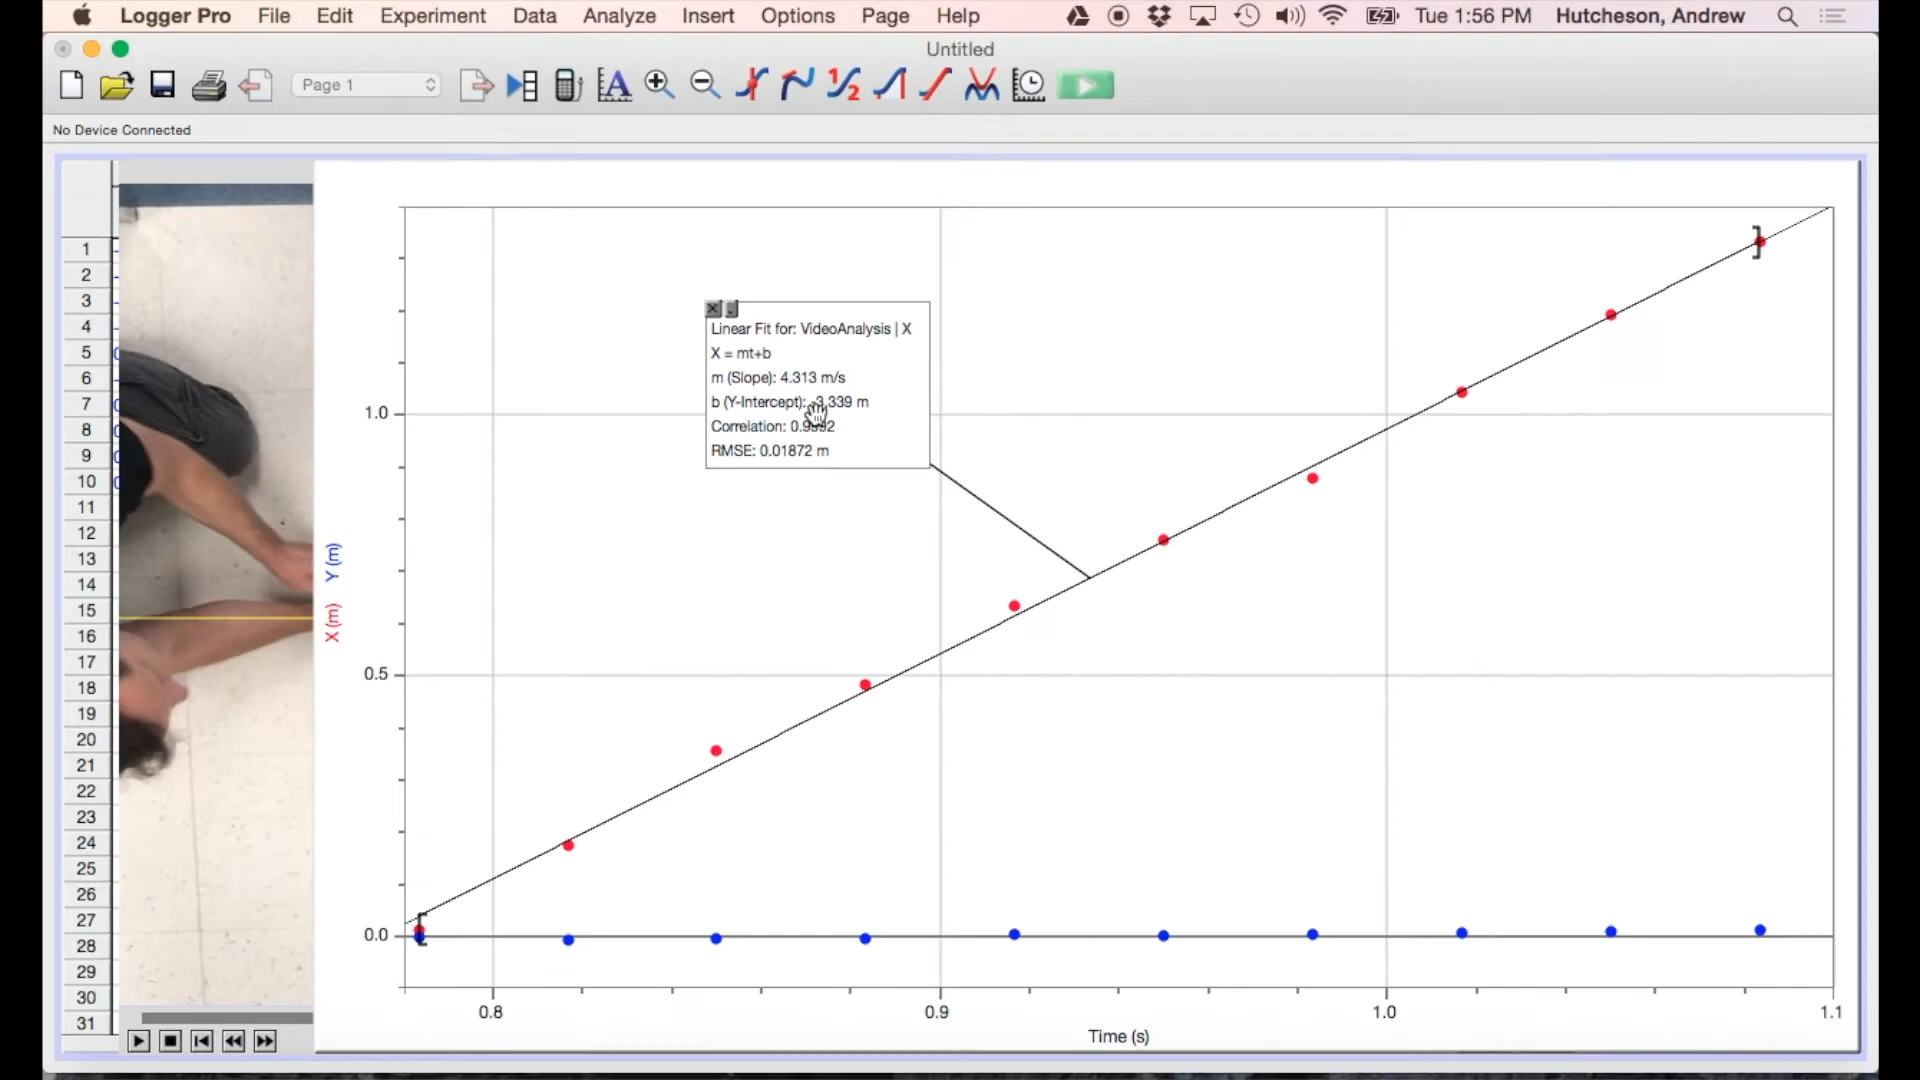 Logger Pro File Edit Experiment Data Analyze Insert Options Page Help Tue 1:56 PM Hutcheson, Andrew
Untitled
Page 1
No Device Connected
1
2
3
4
5
6
7
8
9
10
11
12
13
14
15
16
17
18
19
20
21
22
23
24
25
26
27
28
29
30
31
Linear Fit for: VideoAnalysis | X
X = mt+b
m (Slope): 4.313 m/s
b (Y-Intercept): -3.339 m
Correlation:
RMSE: 0.01872 m
1.0
0.5
0.0
X (m) Y (m)
0.8 0.9 1.0 1.1
Time (s)